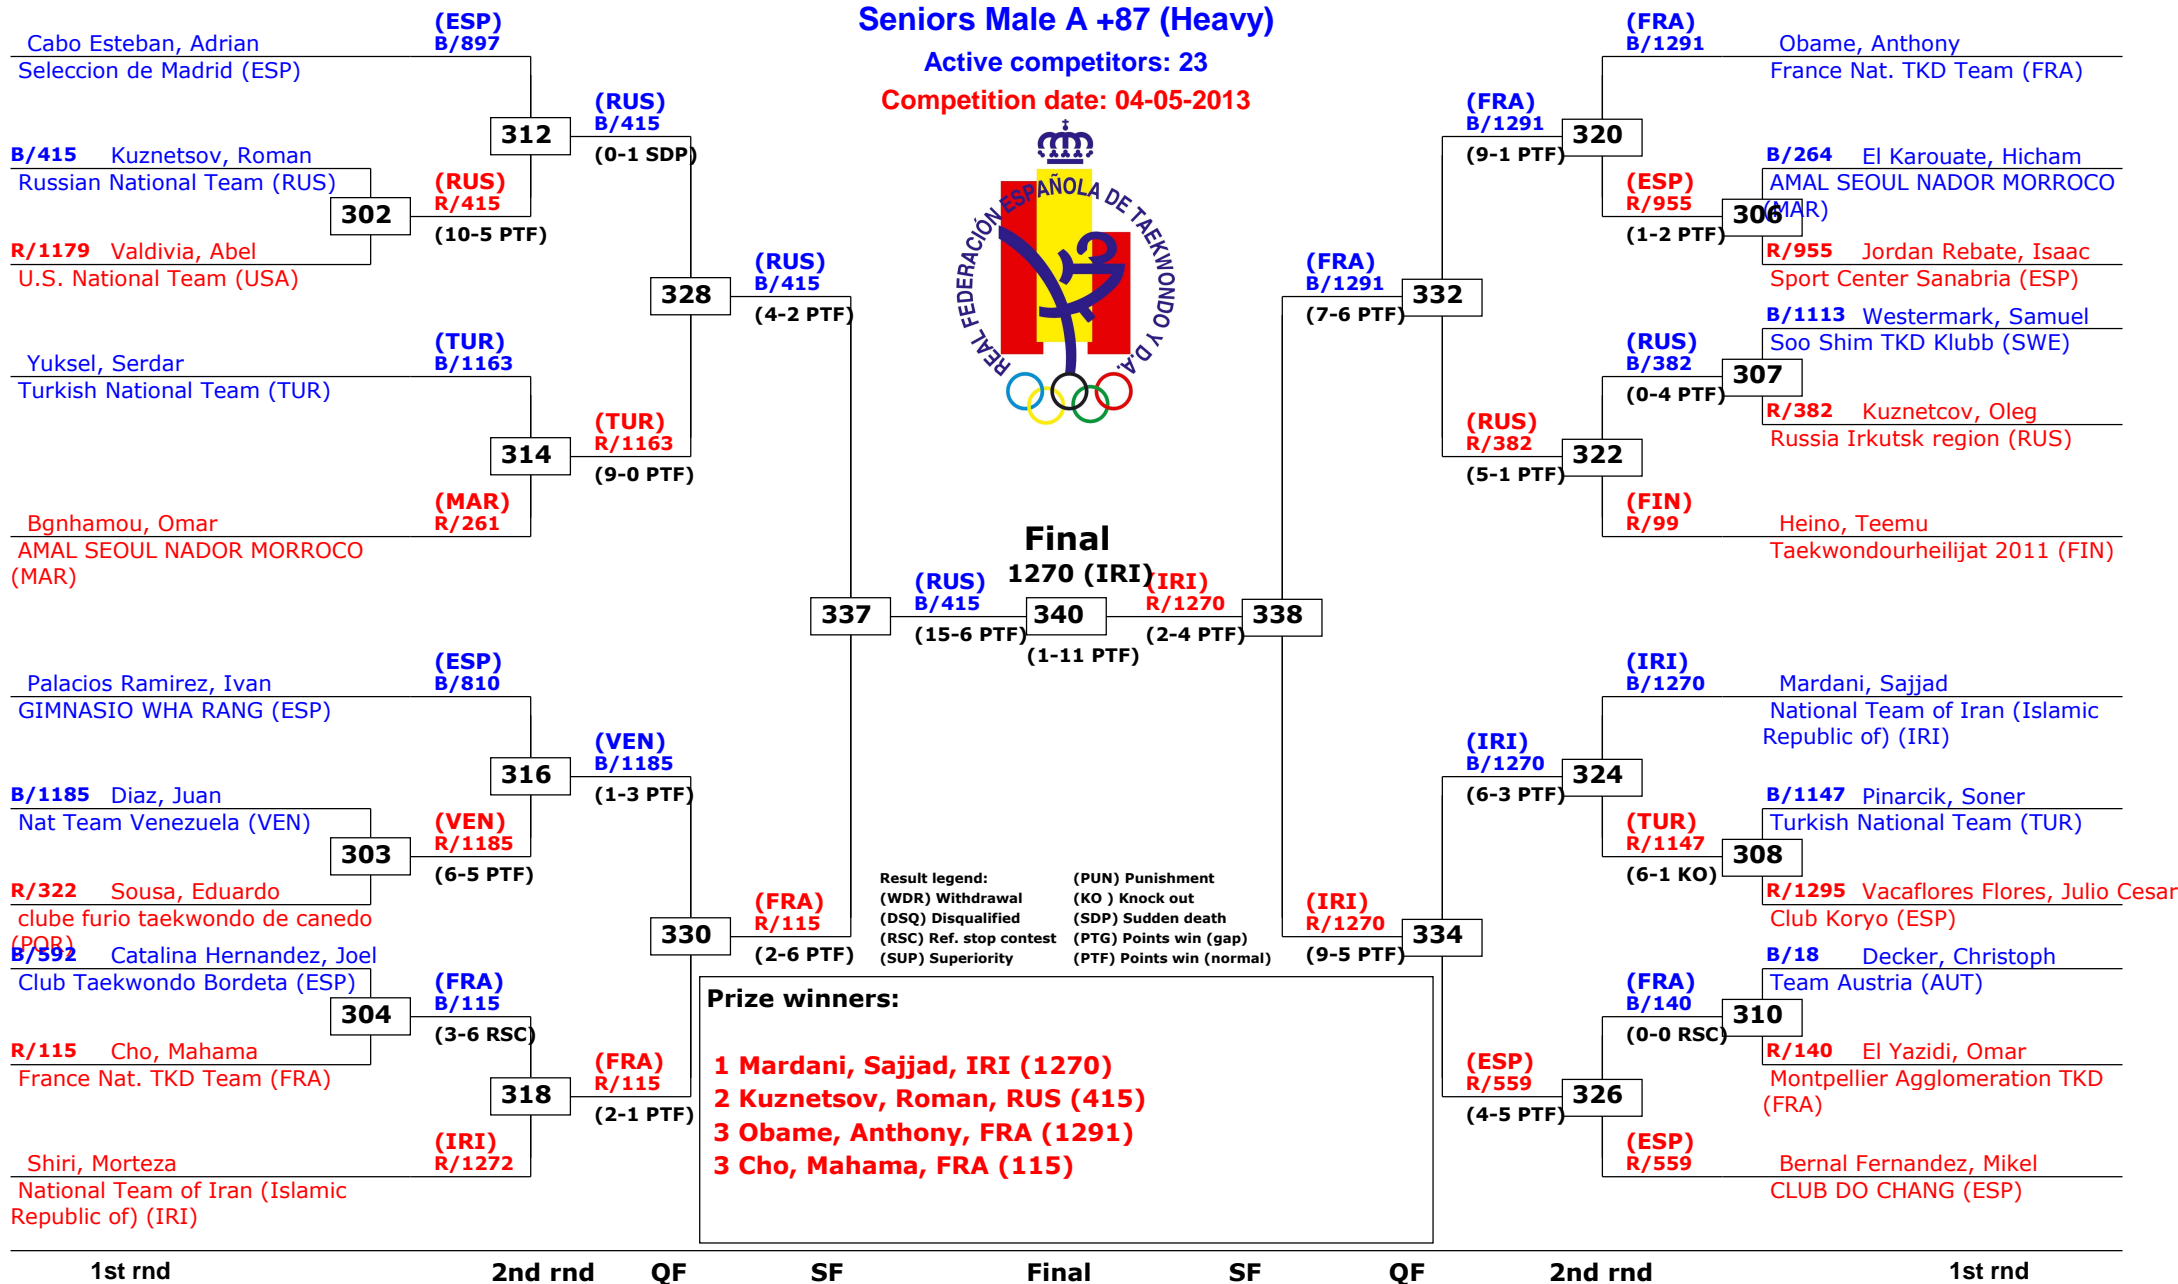 Seniors Male A +87 (Heavy)
Active competitors: 23
Competition date: 04-05-2013
REAL FEDERACIÓN ESPAÑOLA DE TAEKWONDO Y D.A.
Cabo Esteban, Adrian
Seleccion de Madrid (ESP)
(ESP)
B/897
B/415 Kuznetsov, Roman
Russian National Team (RUS)
302
R/1179 Valdivia, Abel
U.S. National Team (USA)
(RUS)
R/415
(10-5 PTF)
312
(RUS)
B/415
(0-1 SDP)
Yuksel, Serdar
Turkish National Team (TUR)
(TUR)
B/1163
314
Bgnhamou, Omar
AMAL SEOUL NADOR MORROCO
(MAR)
(MAR)
R/261
(TUR)
R/1163
(9-0 PTF)
328
(RUS)
B/415
(4-2 PTF)
Palacios Ramirez, Ivan
GIMNASIO WHA RANG (ESP)
(ESP)
B/810
B/1185 Diaz, Juan
Nat Team Venezuela (VEN)
303
R/322 Sousa, Eduardo
clube furio taekwondo de canedo
(POR)
(VEN)
R/1185
(6-5 PTF)
316
(VEN)
B/1185
(1-3 PTF)
B/592 Catalina Hernandez, Joel
Club Taekwondo Bordeta (ESP)
304
R/115 Cho, Mahama
France Nat. TKD Team (FRA)
(FRA)
B/115
(3-6 RSC)
318
Shiri, Morteza
National Team of Iran (Islamic
Republic of) (IRI)
(IRI)
R/1272
(FRA)
R/115
(2-1 PTF)
330
(FRA)
R/115
(2-6 PTF)
337
(RUS)
B/415
(15-6 PTF)
Final
1270 (IRI)
340
(1-11 PTF)
(IRI)
R/1270
(2-4 PTF)
338
(FRA)
B/1291
(7-6 PTF)
332
(FRA)
B/1291
(9-1 PTF)
320
(FRA)
B/1291
Obame, Anthony
France Nat. TKD Team (FRA)
(ESP)
R/955
(1-2 PTF)
306
B/264 El Karouate, Hicham
AMAL SEOUL NADOR MORROCO
(MAR)
R/955 Jordan Rebate, Isaac
Sport Center Sanabria (ESP)
(RUS)
R/382
(5-1 PTF)
322
(RUS)
B/382
(0-4 PTF)
307
B/1113 Westermark, Samuel
Soo Shim TKD Klubb (SWE)
R/382 Kuznetcov, Oleg
Russia Irkutsk region (RUS)
(FIN)
R/99
Heino, Teemu
Taekwondourheilijat 2011 (FIN)
(IRI)
R/1270
(9-5 PTF)
334
(IRI)
B/1270
(6-3 PTF)
324
(IRI)
B/1270
Mardani, Sajjad
National Team of Iran (Islamic
Republic of) (IRI)
(TUR)
R/1147
(6-1 KO)
308
B/1147 Pinarcik, Soner
Turkish National Team (TUR)
R/1295 Vacaflores Flores, Julio Cesar
Club Koryo (ESP)
(ESP)
R/559
(4-5 PTF)
326
(FRA)
B/140
(0-0 RSC)
310
B/18 Decker, Christoph
Team Austria (AUT)
R/140 El Yazidi, Omar
Montpellier Agglomeration TKD
(FRA)
(ESP)
R/559
Bernal Fernandez, Mikel
CLUB DO CHANG (ESP)
Result legend: (PUN) Punishment
(WDR) Withdrawal (KO ) Knock out
(DSQ) Disqualified (SDP) Sudden death
(RSC) Ref. stop contest (PTG) Points win (gap)
(SUP) Superiority (PTF) Points win (normal)
Prize winners:
1 Mardani, Sajjad, IRI (1270)
2 Kuznetsov, Roman, RUS (415)
3 Obame, Anthony, FRA (1291)
3 Cho, Mahama, FRA (115)
1st rnd 2nd rnd QF SF Final SF QF 2nd rnd 1st rnd